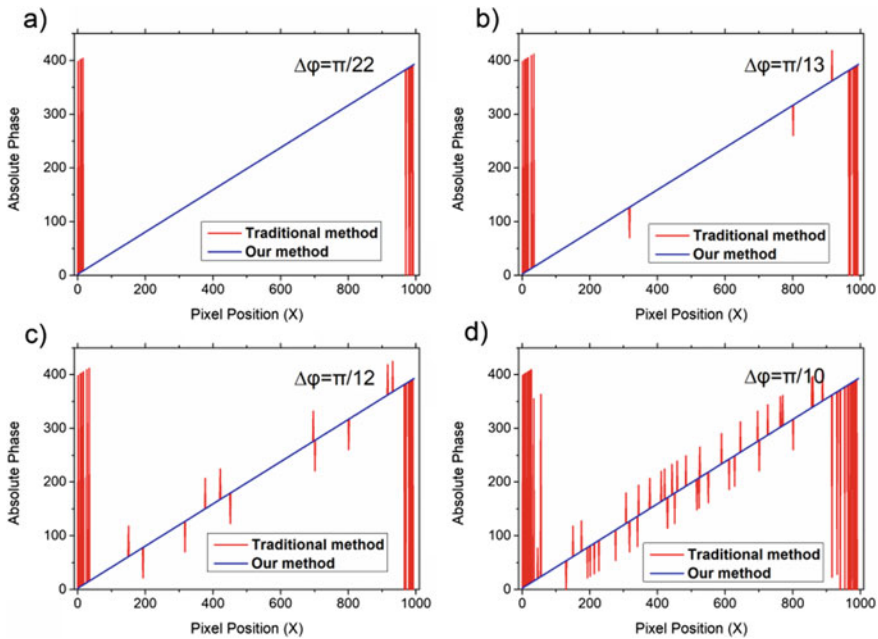 a)
Δφ=π/22
400
300
200
100
0
Absolute Phase
Traditional method
Our method
0 200 400 600 800 1000
Pixel Position (X)
b)
Δφ=π/13
400
300
200
100
0
Absolute Phase
Traditional method
Our method
0 200 400 600 800 1000
Pixel Position (X)
c)
Δφ=π/12
400
300
200
100
0
Absolute Phase
Traditional method
Our method
0 200 400 600 800 1000
Pixel Position (X)
d)
Δφ=π/10
400
300
200
100
0
Absolute Phase
Traditional method
Our method
0 200 400 600 800 1000
Pixel Position (X)